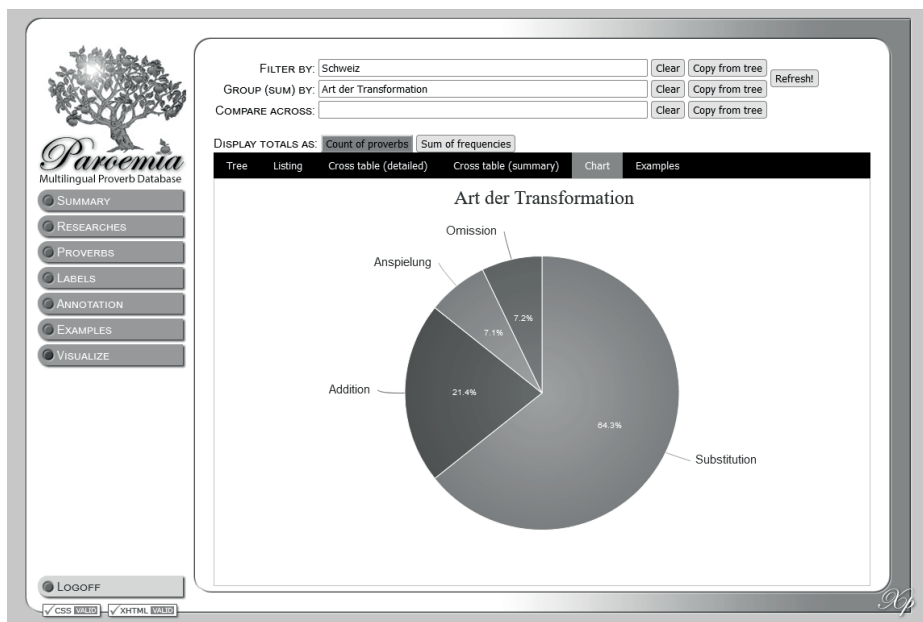 FILTER BY: Schweiz Clear Copy from tree
GROUP (SUM) BY: Art der Transformation Clear Copy from tree Refresh!
COMPARE ACROSS: Clear Copy from tree
DISPLAY TOTALS AS: Count of proverbs Sum of frequencies
Tree Listing Cross table (detailed) Cross table (summary) Chart Examples
Paroemia
Multilingual Proverb Database
SUMMARY
RESEARCHES
PROVERBS
LABELS
ANNOTATION
EXAMPLES
VISUALIZE
LOGOFF
CSS VALID XHTML VALID
Art der Transformation
Omission
Anspielung
7.2%
7.1%
Addition
21.4%
64.3%
Substitution
Xp